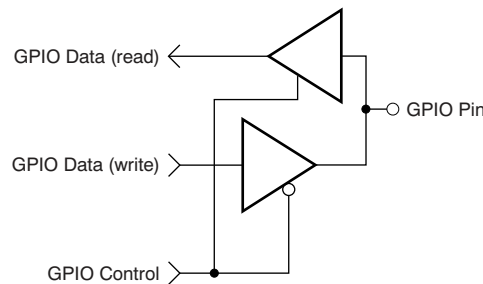 GPIO Data (read)
GPIO Pin
GPIO Data (write)
GPIO Control